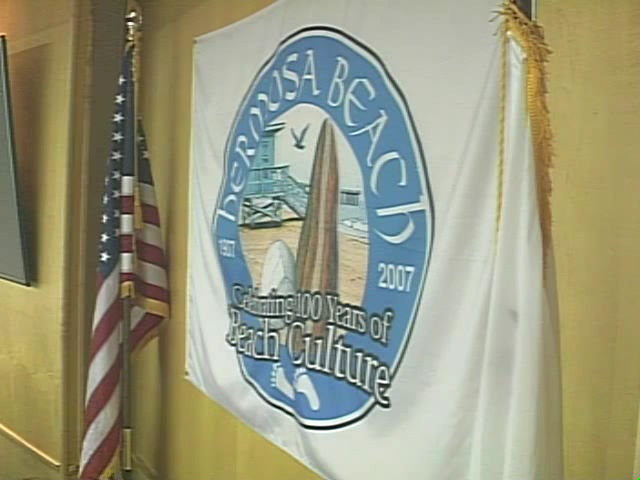 hermosa Beach
1907
2007
Celebrating 100 Years of
Beach Culture